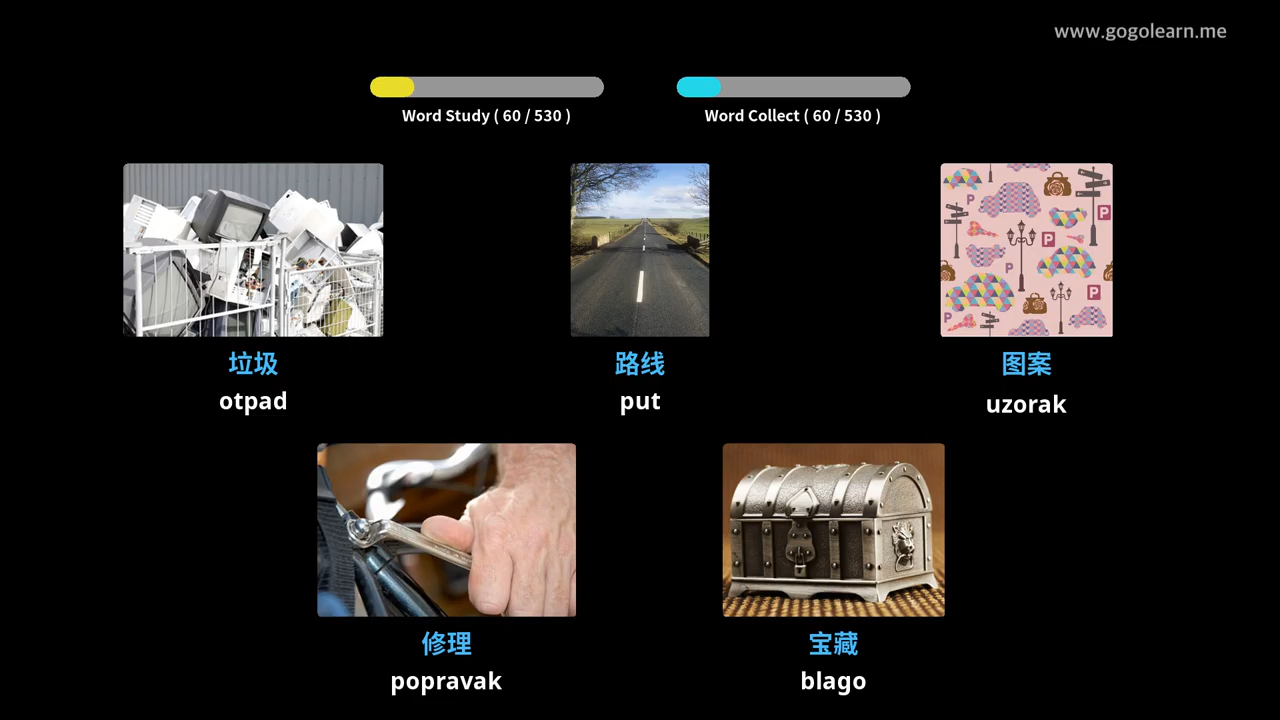 www.gogolearn.me
Word Study ( 60 / 530 )
Word Collect ( 60 / 530 )
垃圾
otpad
路线
put
P
P
P
P
P
P
图案
uzorak
修理
popravak
宝藏
blago